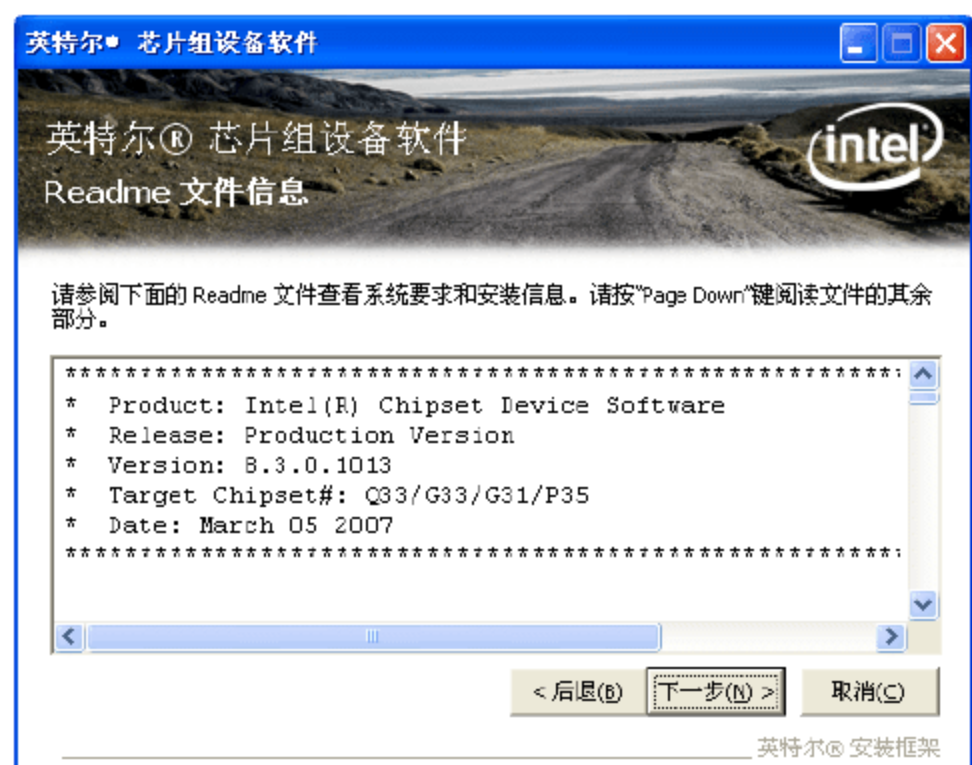 英特尔® 芯片组设备软件
英特尔® 芯片组设备软件
intel®
Readme 文件信息
请参阅下面的 Readme 文件查看系统要求和安装信息。请按"Page Down"键阅读文件的其余
部分。
************************************************************
* Product: Intel(R) Chipset Device Software
* Release: Production Version
* Version: 8.3.0.1013
* Target Chipset#: Q33/G33/G31/P35
* Date: March 05 2007
************************************************************
< 后退(B)
下一步(N) >
取消(C)
英特尔® 安装框架